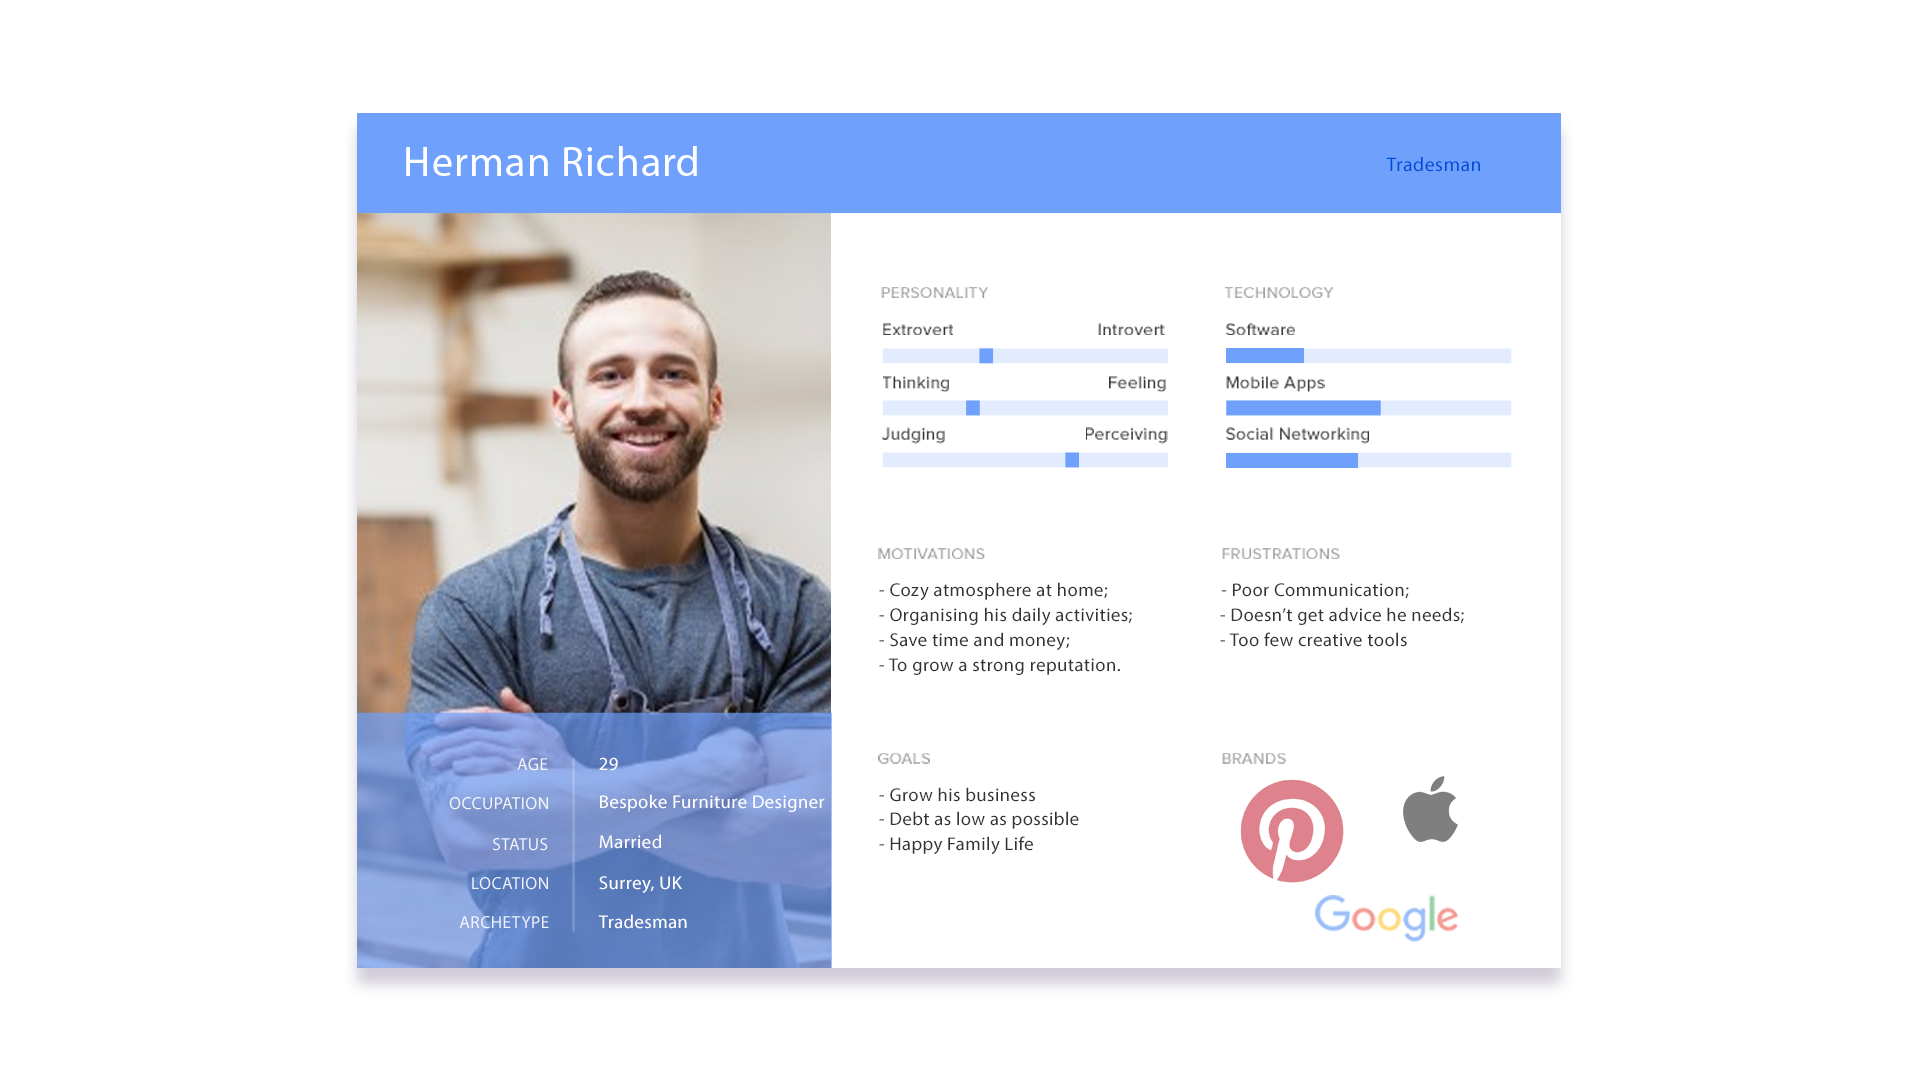 Herman Richard
Tradesman
PERSONALITY
Extrovert Introvert
Thinking Feeling
Judging Perceiving
TECHNOLOGY
Software
Mobile Apps
Social Networking
MOTIVATIONS
- Cozy atmosphere at home;
- Organising his daily activities;
- Save time and money;
- To grow a strong reputation.
FRUSTRATIONS
- Poor Communication;
- Doesn’t get advice he needs;
- Too few creative tools
AGE 29
OCCUPATION Bespoke Furniture Designer
STATUS Married
LOCATION Surrey, UK
ARCHETYPE Tradesman
GOALS
- Grow his business
- Debt as low as possible
- Happy Family Life
BRANDS
Google